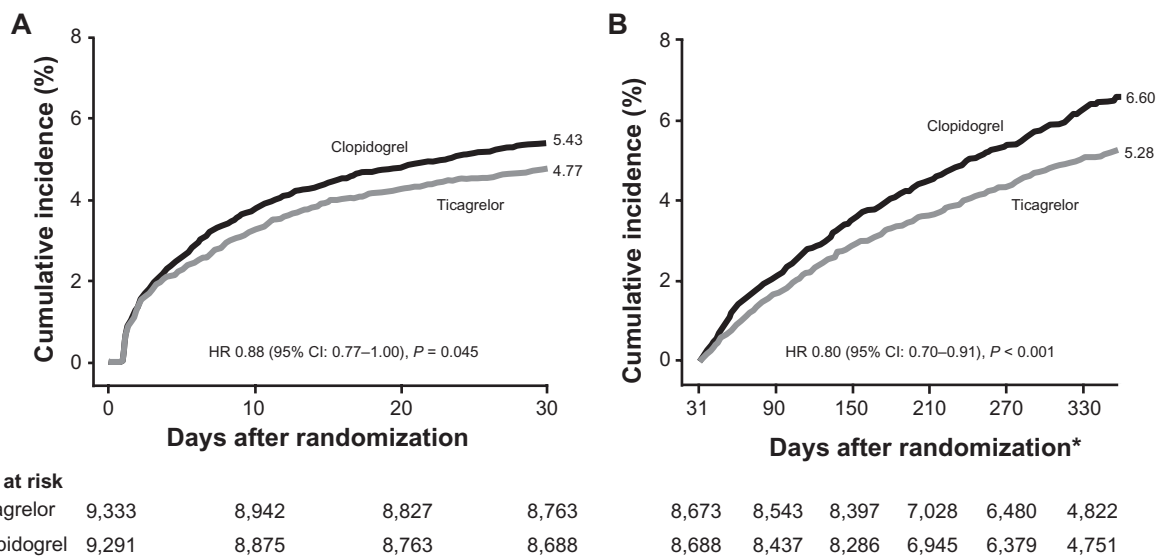 A
Cumulative incidence (%)
8
6
4
2
0
Clopidogrel
5.43
4.77
Ticagrelor
HR 0.88 (95% CI: 0.77–1.00), P = 0.045
0 10 20 30
Days after randomization
B
Cumulative incidence (%)
8
6
4
2
0
Clopidogrel
6.60
5.28
Ticagrelor
HR 0.80 (95% CI: 0.70–0.91), P < 0.001
31 90 150 210 270 330
Days after randomization*
at risk
agrelor 9,333 8,942 8,827 8,763 8,673 8,543 8,397 7,028 6,480 4,822
pidogrel 9,291 8,875 8,763 8,688 8,688 8,437 8,286 6,945 6,379 4,751